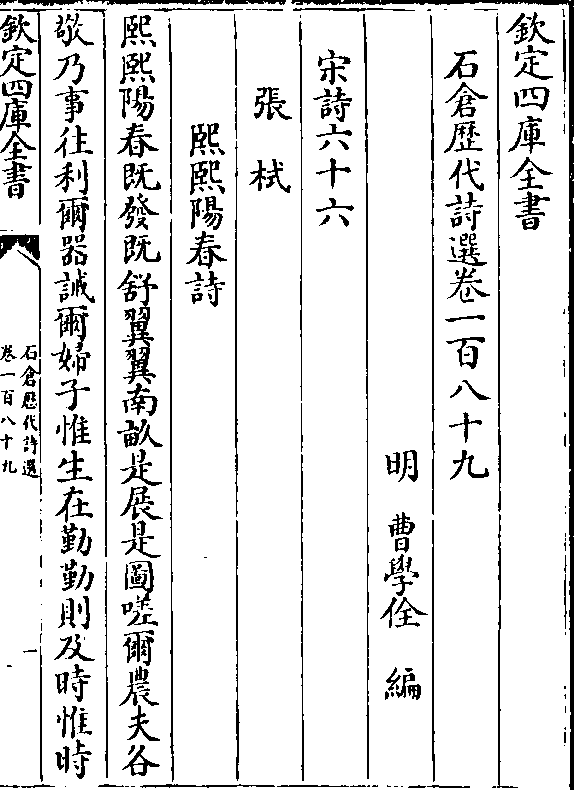 欽定四庫全書
石倉歴代詩選卷一百八十九
明 曹學佺 編
宋詩六十六
張栻
熙熙陽春詩
熙熙陽春既發既舒翼翼南畝是展是圖嗟爾農夫各
敬乃事往利爾器誡爾婦子惟生在勤勤則及時惟時
欽定四庫全書
石倉歴代詩選
卷一百八十九
一